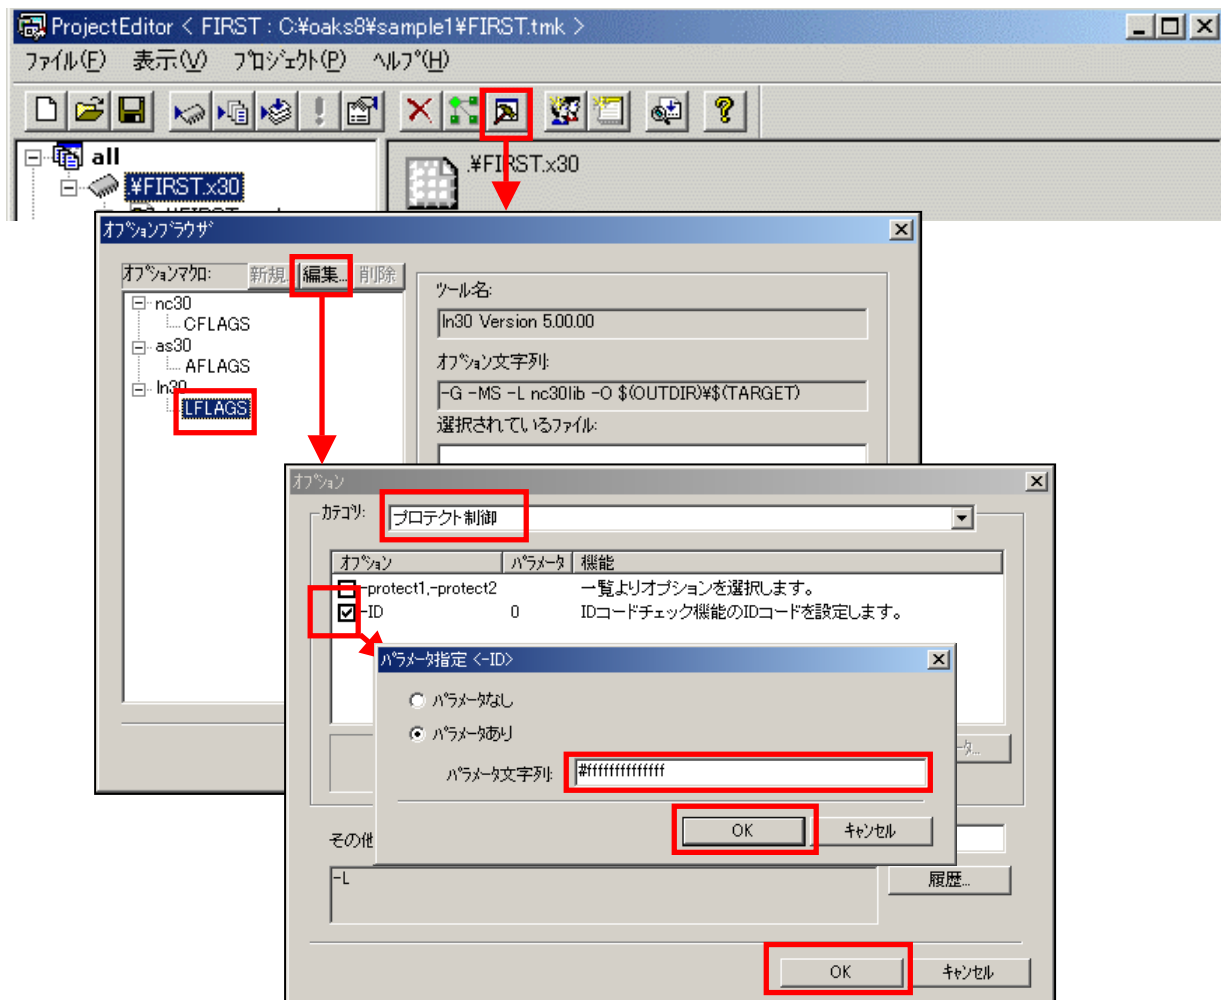 ProjectEditor < FIRST : C:¥oaks8¥sample1¥FIRST.tmk >
ファイル(F) 表示(V) プロジェクト(P) ヘルプ(H)
all
.¥FIRST.x30
.¥FIRST.x30
オプションブラウザ
オプションマクロ: 新規... 編集... 削除
nc30
CFLAGS
as30
AFLAGS
ln30
LFLAGS
ツール名:
ln30 Version 5.00.00
オプション文字列:
-G -MS -L nc30lib -O $(OUTDIR)¥$(TARGET)
選択されているファイル:
オプション
カテゴリ: プロテクト制御
オプション パラメータ 機能
-protect1,-protect2 一覧よりオプションを選択します。
-ID 0 IDコードチェック機能のIDコードを設定します。
パラメータ指定 <-ID>
パラメータなし
パラメータあり
パラメータ文字列: #ffffffffffffff
OK キャンセル
ータ...
その他
-L
履歴...
OK キャンセル